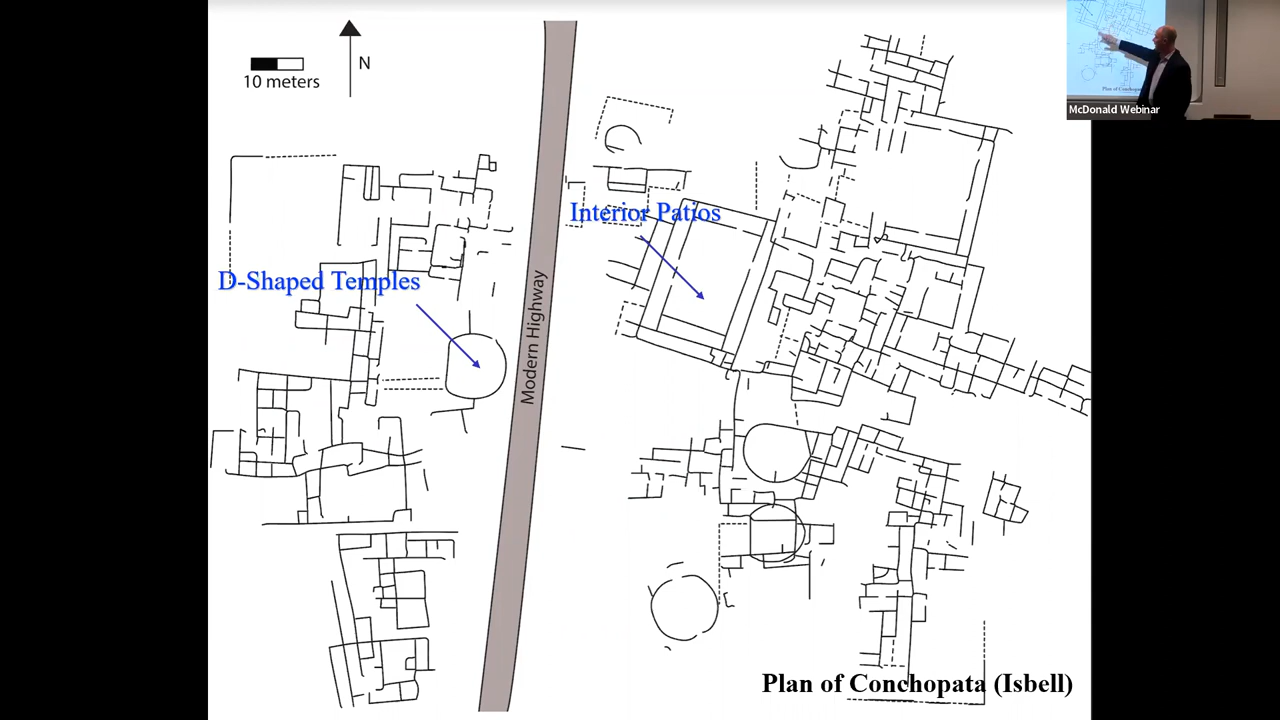 N
10 meters
Interior Patios
D-Shaped Temples
Modern Highway
Plan of Conchopata (Isbell)
McDonald Webinar